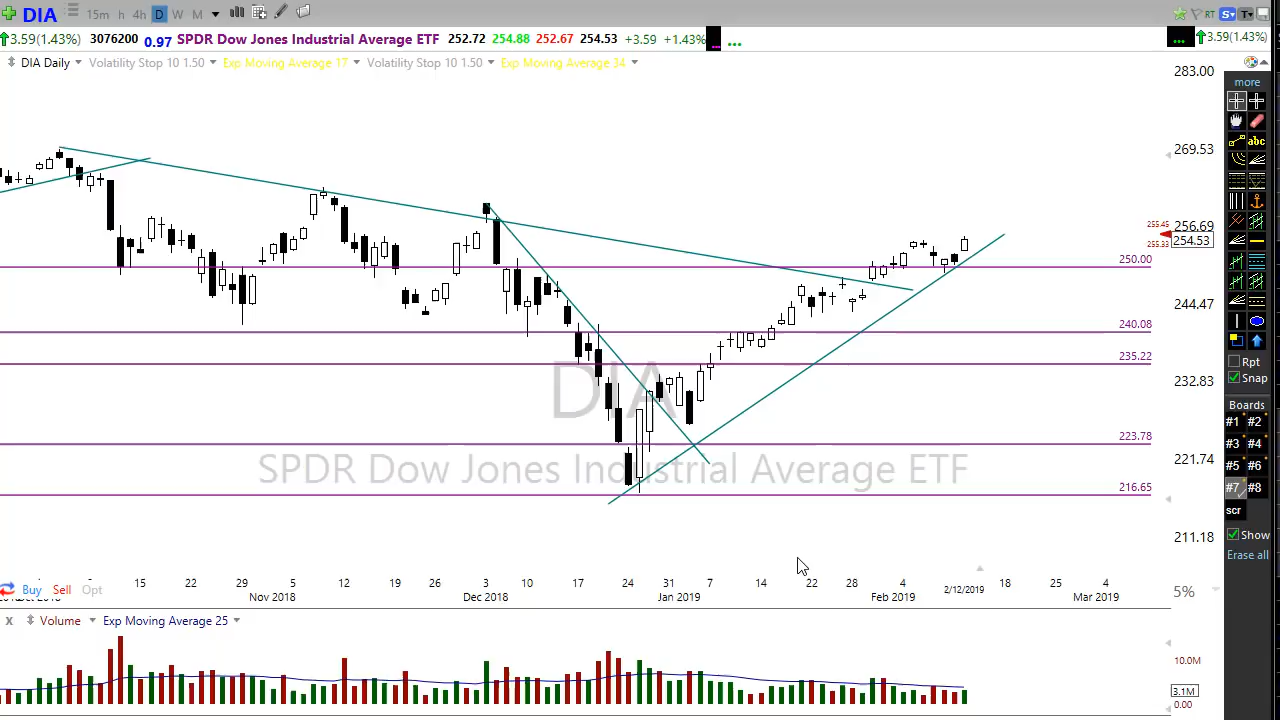 DIA 15m h 4h D W M RT S T
3.59(1.43%) 3076200 0.97 SPDR Dow Jones Industrial Average ETF 252.72 254.88 252.67 254.53 +3.59 +1.43% ... ... 3.59(1.43%)
DIA Daily Volatility Stop 10 1.50 Exp Moving Average 17 Volatility Stop 10 1.50 Exp Moving Average 34
283.00
more
abc
269.53
255.45
256.69
254.53
255.33
250.00
244.47
240.08
235.22
Rpt
Snap
232.83
DIA
Boards
#1 #2
223.78
#3 #4
SPDR Dow Jones Industrial Average ETF
221.74
#5 #6
216.65
#7 #8
scr
211.18
Show
Erase all
15 22 29 5 12 19 26 3 10 17 24 31 7 14 22 28 4 2/12/2019 18 25 4
Buy Sell Opt
5%
Nov 2018 Dec 2018 Jan 2019 Feb 2019 Mar 2019
x Volume Exp Moving Average 25
10.0M
3.1M
0.00